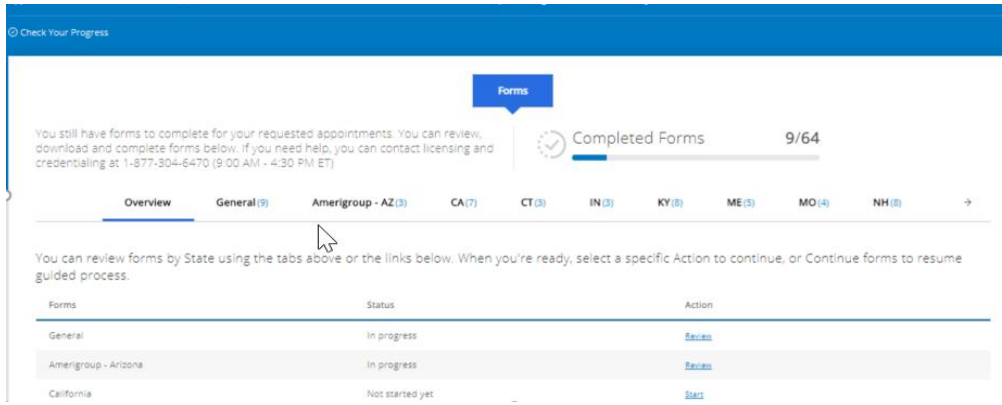 Check Your Progress
Forms
You still have forms to complete for your requested appointments. You can review,
download and complete forms below. If you need help, you can contact licensing and
credentialing at 1-877-304-6470 (9:00 AM - 4:30 PM ET)
Completed Forms 9/64
Overview General (9) Amerigroup - AZ (3) CA (7) CT (3) IN (3) KY (8) ME (5) MO (4) NH (8)
You can review forms by State using the tabs above or the links below. When you're ready, select a specific Action to continue, or Continue forms to resume
guided process.
Forms Status Action
General In progress Review
Amerigroup - Arizona In progress Review
California Not started yet Start